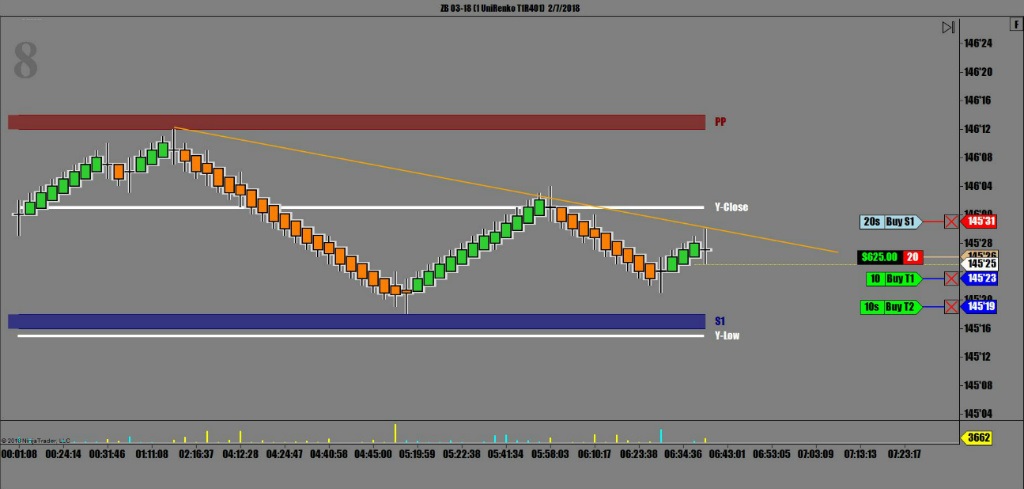 ZB 03-18 (1 UniRenko T1R4O1) 2/7/2018
F
8
146'24
146'20
146'16
PP
146'12
146'08
146'04
Y-Close
146'00
20s Buy S1 145'31
145'28
$625.00 20 145'26
145'25
10 Buy T1 145'23
145'20
10s Buy T2 145'19
S1
145'16
Y-Low
145'12
145'08
145'04
NinjaTrader, LLC
3662
00:01:08 00:24:14 00:31:46 01:11:08 02:16:37 04:12:28 04:24:47 04:40:56 04:45:00 05:19:59 05:22:38 05:41:34 05:58:03 06:10:17 06:23:38 06:34:36 06:43:01 06:53:05 07:03:09 07:13:13 07:23:17